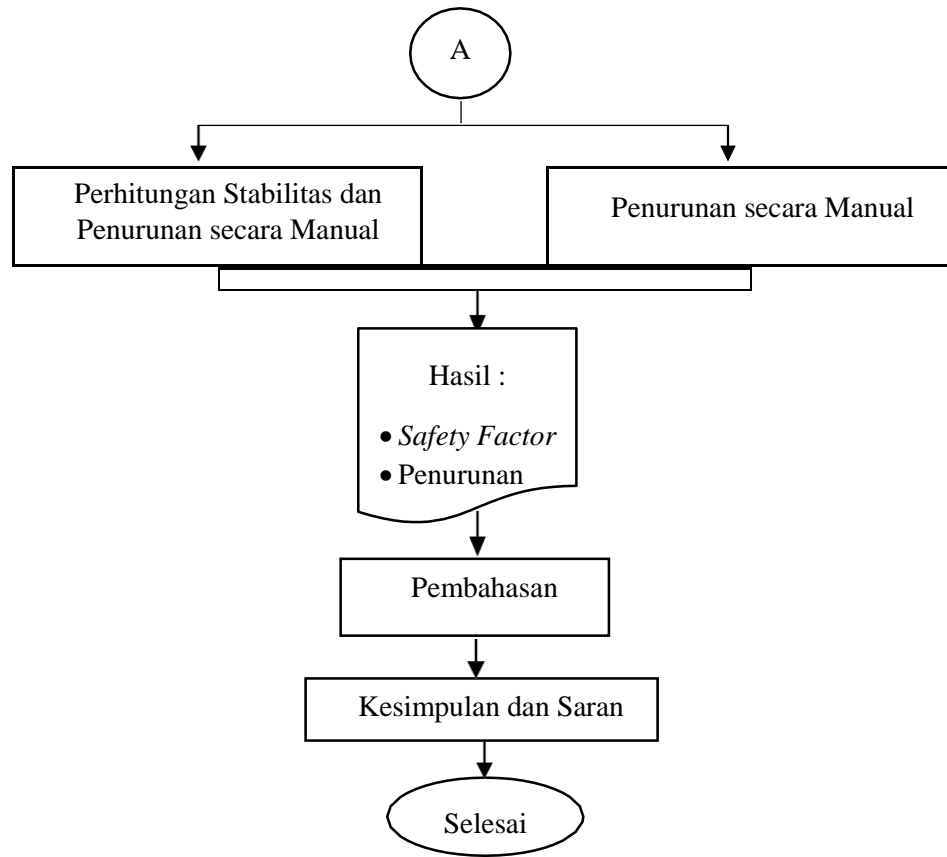 A
Perhitungan Stabilitas dan
Penurunan secara Manual
Penurunan secara Manual
Hasil :
• Safety Factor
• Penurunan
Pembahasan
Kesimpulan dan Saran
Selesai